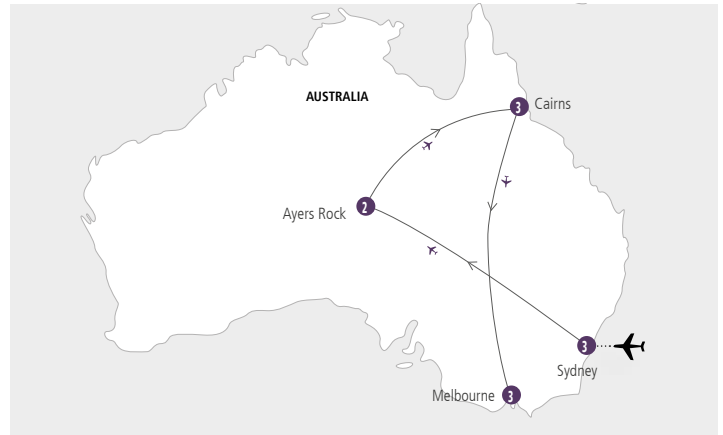 AUSTRALIA
3 Cairns
Ayers Rock 2
3
Sydney
Melbourne 3